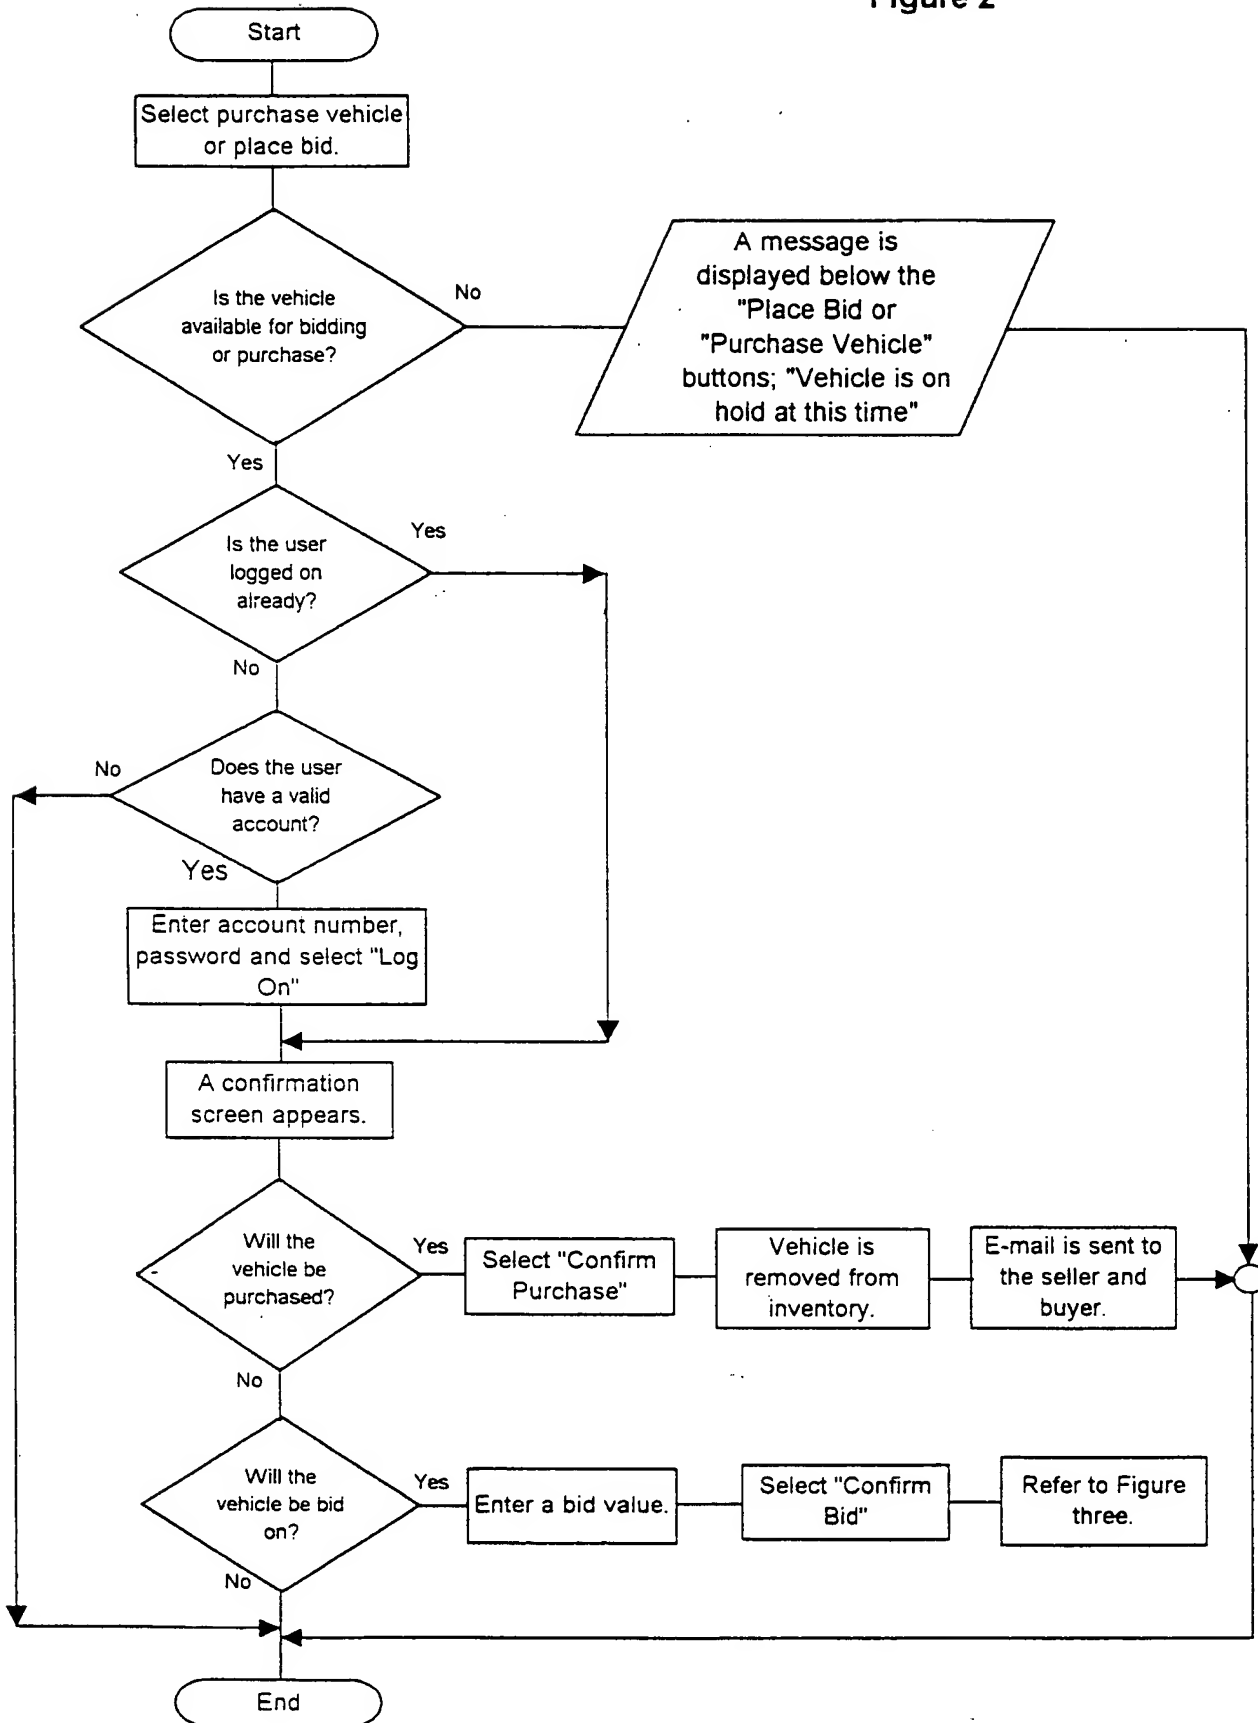 Figure 2
Start
Select purchase vehicle
or place bid.
Is the vehicle
available for bidding
or purchase?
No
A message is
displayed below the
"Place Bid or
"Purchase Vehicle"
buttons; "Vehicle is on
hold at this time"
Yes
Is the user
logged on
already?
Yes
No
Does the user
have a valid
account?
No
Yes
Enter account number,
password and select "Log
On"
A confirmation
screen appears.
Will the
vehicle be
purchased?
Yes
Select "Confirm
Purchase"
Vehicle is
removed from
inventory.
E-mail is sent to
the seller and
buyer.
No
Will the
vehicle be bid
on?
Yes
Enter a bid value.
Select "Confirm
Bid"
Refer to Figure
three.
No
End